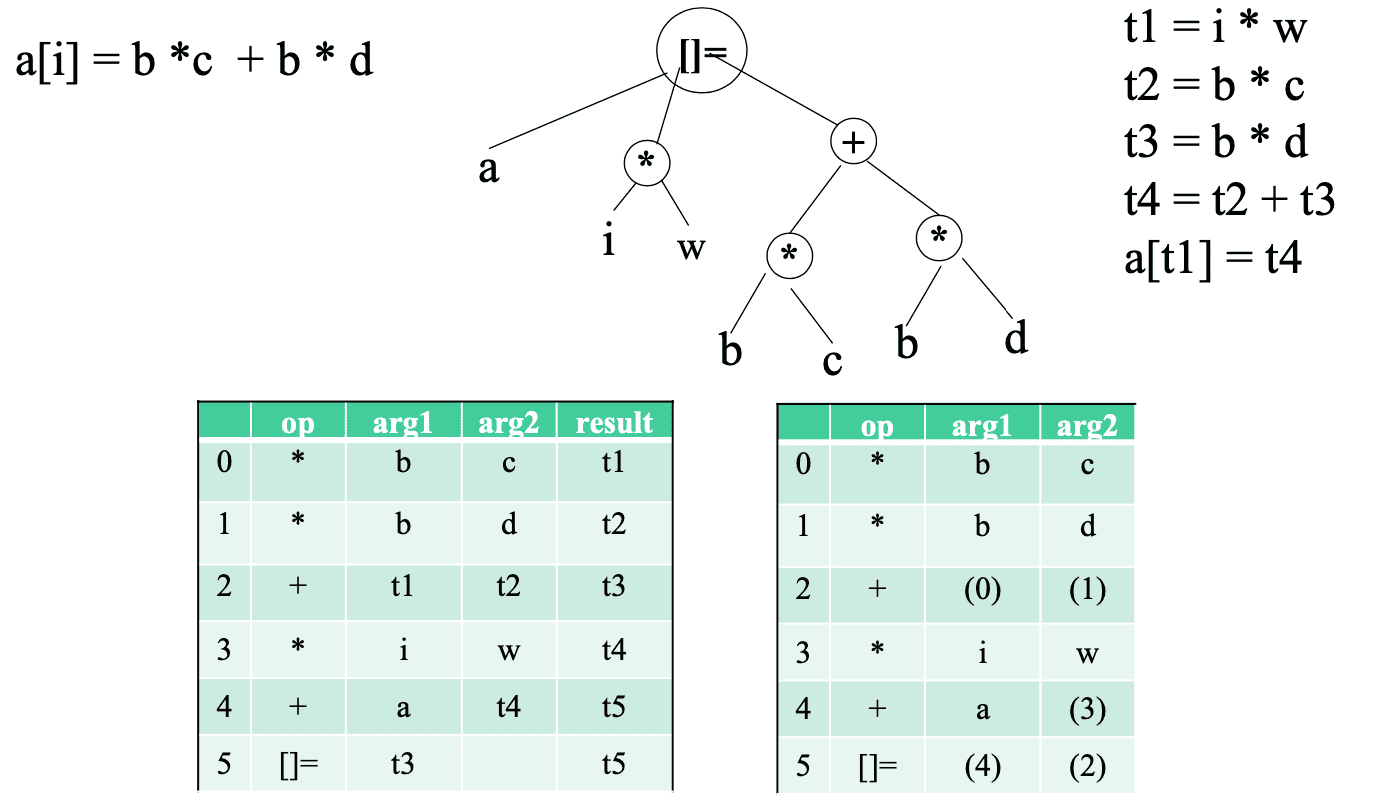 a[i] = b *c + b * d
[]=
a
*
+
i
w
*
*
b
c
b
d
t1 = i * w
t2 = b * c
t3 = b * d
t4 = t2 + t3
a[t1] = t4
op arg1 arg2 result
0 * b c t1
1 * b d t2
2 + t1 t2 t3
3 * i w t4
4 + a t4 t5
5 []= t3 t5
op arg1 arg2
0 * b c
1 * b d
2 + (0) (1)
3 * i w
4 + a (3)
5 []= (4) (2)